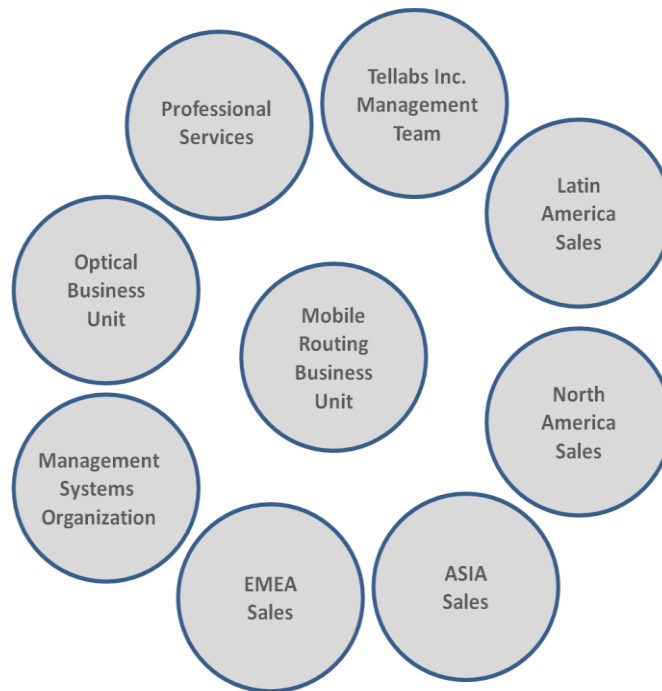 Tellabs Inc.
Management
Team
Professional
Services
Latin
America
Sales
Optical
Business
Unit
Mobile
Routing
Business
Unit
North
America
Sales
Management
Systems
Organization
EMEA
Sales
ASIA
Sales